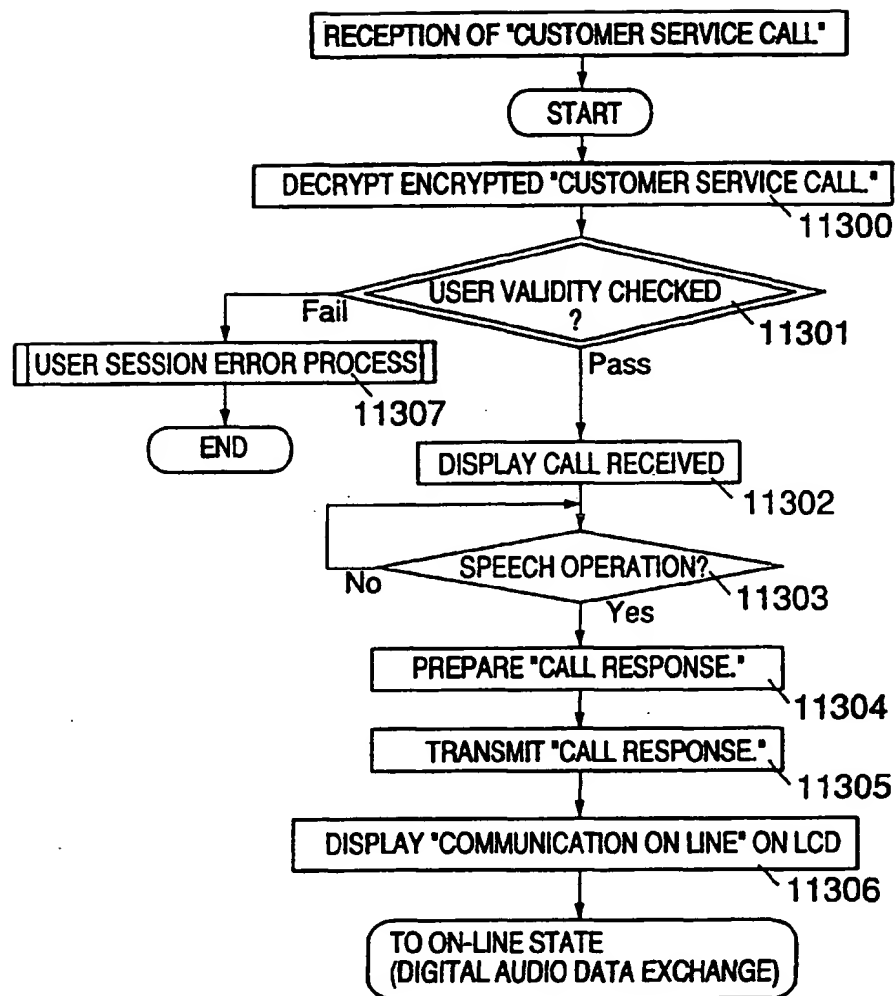 RECEPTION OF "CUSTOMER SERVICE CALL"
START
DECRYPT ENCRYPTED "CUSTOMER SERVICE CALL."
11300
USER VALIDITY CHECKED
?
11301
Fail
Pass
USER SESSION ERROR PROCESS
11307
END
DISPLAY CALL RECEIVED
11302
SPEECH OPERATION?
11303
No
Yes
PREPARE "CALL RESPONSE."
11304
TRANSMIT "CALL RESPONSE."
11305
DISPLAY "COMMUNICATION ON LINE" ON LCD
11306
TO ON-LINE STATE
(DIGITAL AUDIO DATA EXCHANGE)